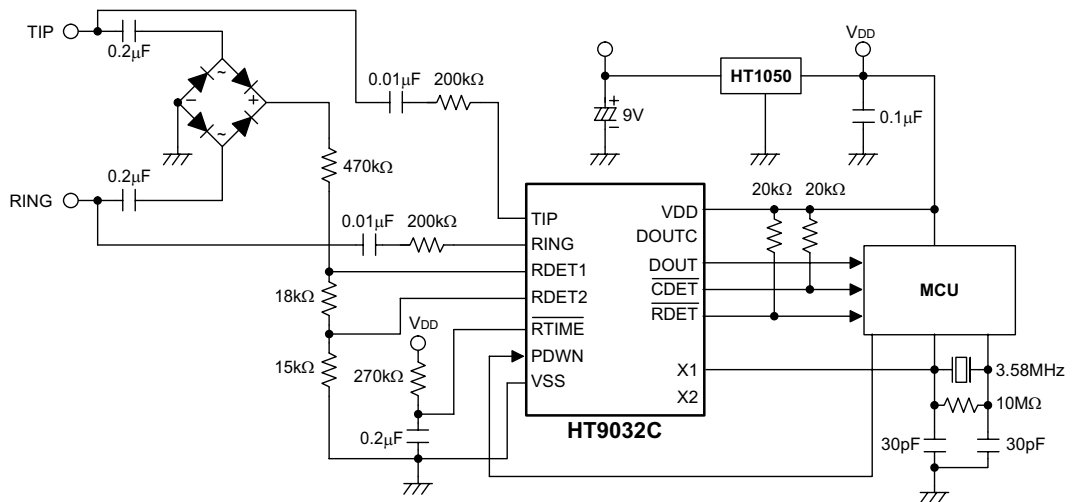 TIP
0.2μF
~
−
+
~
0.2μF
RING
0.01μF
200kΩ
470kΩ
0.01μF
200kΩ
18kΩ
15kΩ
VDD
270kΩ
0.2μF
+
9V
−
HT1050
VDD
0.1μF
20kΩ
20kΩ
TIP
RING
RDET1
RDET2
RTIME
PDWN
VSS
VDD
DOUTC
DOUT
CDET
RDET
X1
X2
HT9032C
MCU
3.58MHz
10MΩ
30pF
30pF